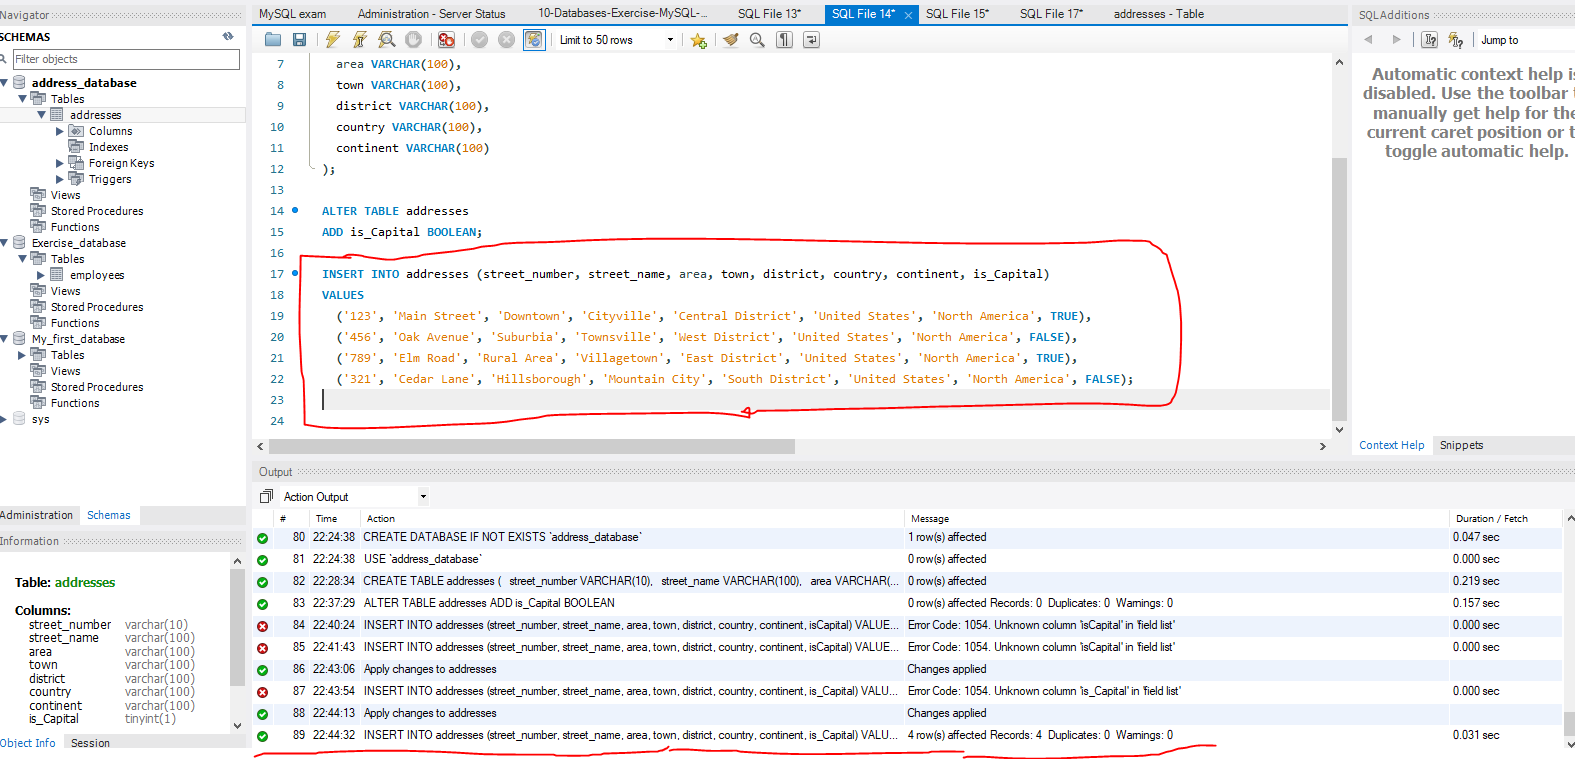 Navigator
SCHEMAS
Filter objects
address_database
Tables
addresses
Columns
Indexes
Foreign Keys
Triggers
Views
Stored Procedures
Functions
Exercise_database
Tables
employees
Views
Stored Procedures
Functions
My_first_database
Tables
Views
Stored Procedures
Functions
sys
Administration Schemas
Information
Table: addresses
Columns:
street_number varchar(10)
street_name varchar(100)
area varchar(100)
town varchar(100)
district varchar(100)
country varchar(100)
continent varchar(100)
is_Capital tinyint(1)
Object Info Session
MySQL exam Administration - Server Status 10-Databases-Exercise-MySQL-... SQL File 13* SQL File 14* SQL File 15* SQL File 17* addresses - Table
Limit to 50 rows
7 area VARCHAR(100),
8 town VARCHAR(100),
9 district VARCHAR(100),
10 country VARCHAR(100),
11 continent VARCHAR(100)
12 );
13
14 ALTER TABLE addresses
15 ADD is_Capital BOOLEAN;
16
17 INSERT INTO addresses (street_number, street_name, area, town, district, country, continent, is_Capital)
18 VALUES
19 ('123', 'Main Street', 'Downtown', 'Cityville', 'Central District', 'United States', 'North America', TRUE),
20 ('456', 'Oak Avenue', 'Suburbia', 'Townsville', 'West District', 'United States', 'North America', FALSE),
21 ('789', 'Elm Road', 'Rural Area', 'Villagetown', 'East District', 'United States', 'North America', TRUE),
22 ('321', 'Cedar Lane', 'Hillsborough', 'Mountain City', 'South District', 'United States', 'North America', FALSE);
23
24
Output
Action Output
# Time Action Message Duration / Fetch
80 22:24:38 CREATE DATABASE IF NOT EXISTS `address_database` 1 row(s) affected 0.047 sec
81 22:24:38 USE `address_database` 0 row(s) affected 0.000 sec
82 22:28:34 CREATE TABLE addresses ( street_number VARCHAR(10), street_name VARCHAR(100), area VARCHAR(... 0 row(s) affected 0.219 sec
83 22:37:29 ALTER TABLE addresses ADD is_Capital BOOLEAN 0 row(s) affected Records: 0 Duplicates: 0 Warnings: 0 0.157 sec
84 22:40:24 INSERT INTO addresses (street_number, street_name, area, town, district, country, continent, isCapital) VALUE... Error Code: 1054. Unknown column 'isCapital' in 'field list' 0.000 sec
85 22:41:43 INSERT INTO addresses (street_number, street_name, area, town, district, country, continent, isCapital) VALUE... Error Code: 1054. Unknown column 'isCapital' in 'field list' 0.000 sec
86 22:43:06 Apply changes to addresses Changes applied
87 22:43:54 INSERT INTO addresses (street_number, street_name, area, town, district, country, continent, is_Capital) VALU... Error Code: 1054. Unknown column 'is_Capital' in 'field list' 0.000 sec
88 22:44:13 Apply changes to addresses Changes applied
89 22:44:32 INSERT INTO addresses (street_number, street_name, area, town, district, country, continent, is_Capital) VALU... 4 row(s) affected Records: 4 Duplicates: 0 Warnings: 0 0.031 sec
SQLAdditions
Jump to
Automatic context help is
disabled. Use the toolbar t
manually get help for the
current caret position or t
toggle automatic help.
Context Help Snippets